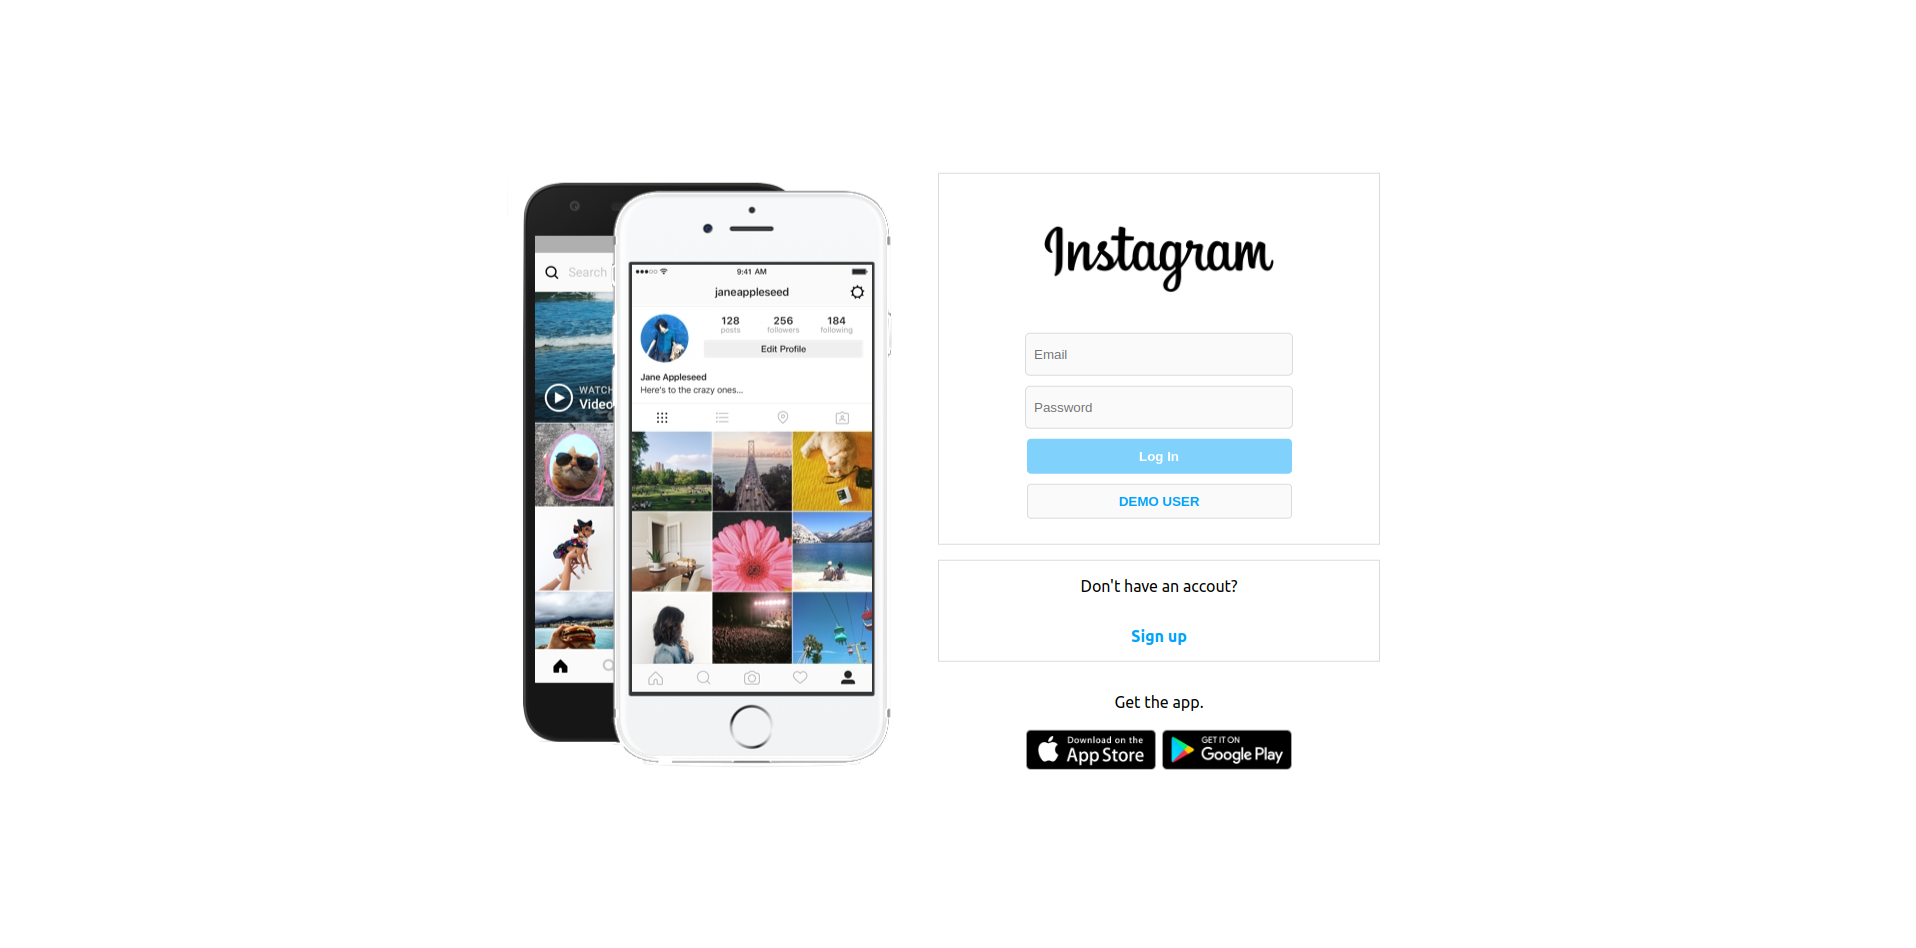 Search
WATCH
Video
9:41 AM
janeappleseed
128 256 184
posts followers following
Edit Profile
Jane Appleseed
Here's to the crazy ones...
Instagram
Email
Password
Log In
DEMO USER
Don't have an accout?
Sign up
Get the app.
Download on the
App Store
GET IT ON
Google Play